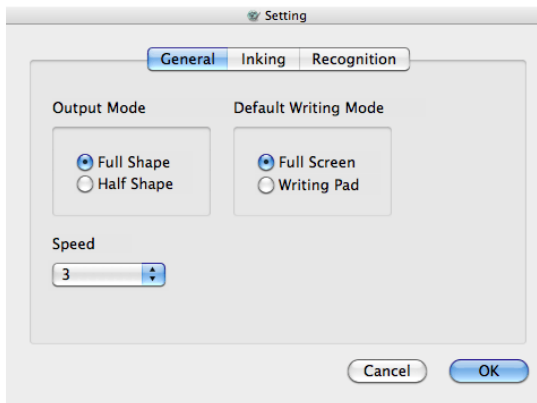 Setting
General Inking Recognition
Output Mode Default Writing Mode
Full Shape Full Screen
Half Shape Writing Pad
Speed
3
Cancel OK